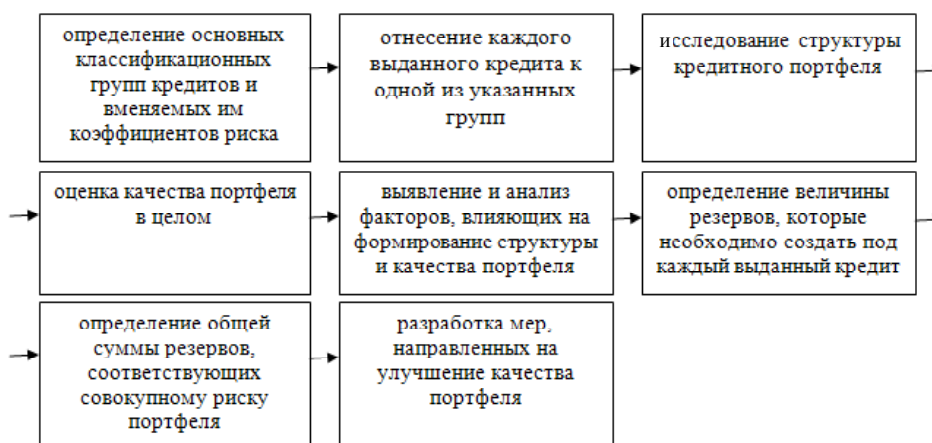 определение основных
классификационных
групп кредитов и
вменяемых им
коэффициентов риска
отнесение каждого
выданного кредита к
одной из указанных
групп
исследование структуры
кредитного портфеля
оценка качества портфеля
в целом
выявление и анализ
факторов, влияющих на
формирование структуры
и качества портфеля
определение величины
резервов, которые
необходимо создать под
каждый выданный кредит
определение общей
суммы резервов,
соответствующих
совокупному риску
портфеля
разработка мер,
направленных на
улучшение качества
портфеля